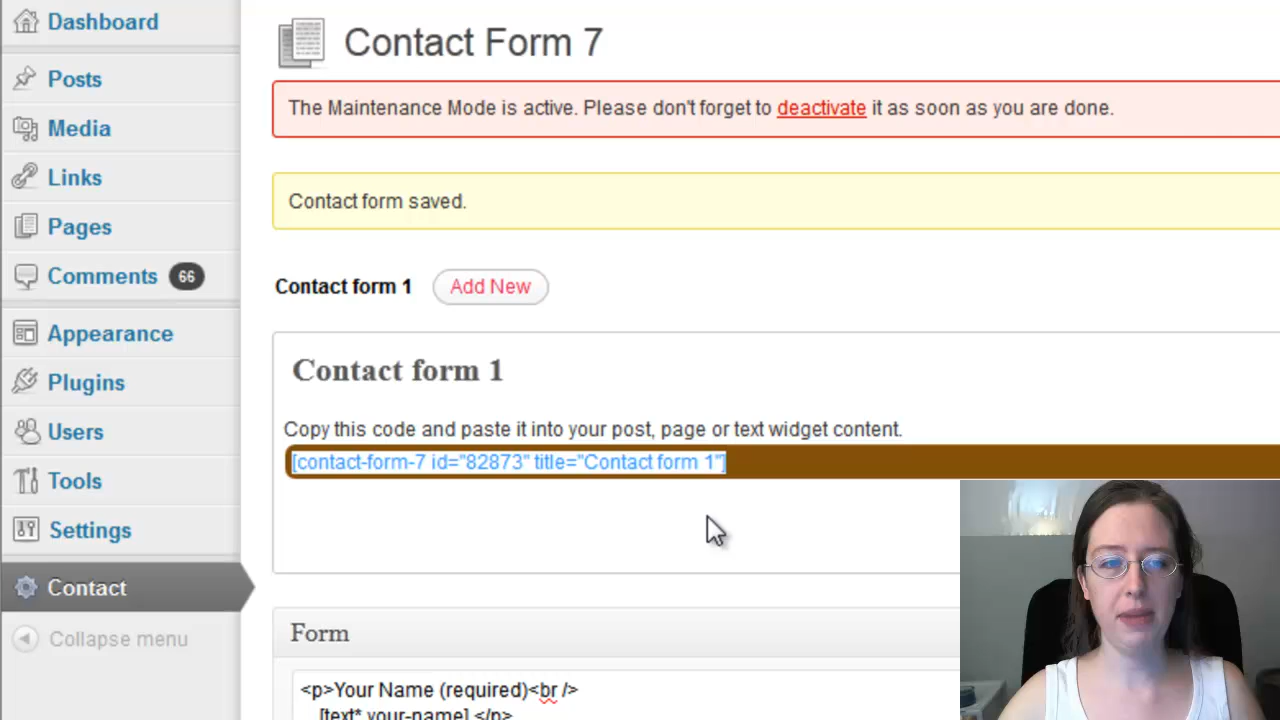 Dashboard
Posts
Media
Links
Pages
Comments 66
Appearance
Plugins
Users
Tools
Settings
Contact
Collapse menu
Contact Form 7
The Maintenance Mode is active. Please don't forget to deactivate it as soon as you are done.
Contact form saved.
Contact form 1 Add New
Contact form 1
Copy this code and paste it into your post, page or text widget content.
[contact-form-7 id="82873" title="Contact form 1"]
Form
<p>Your Name (required)<br />
[text* your-name] </p>